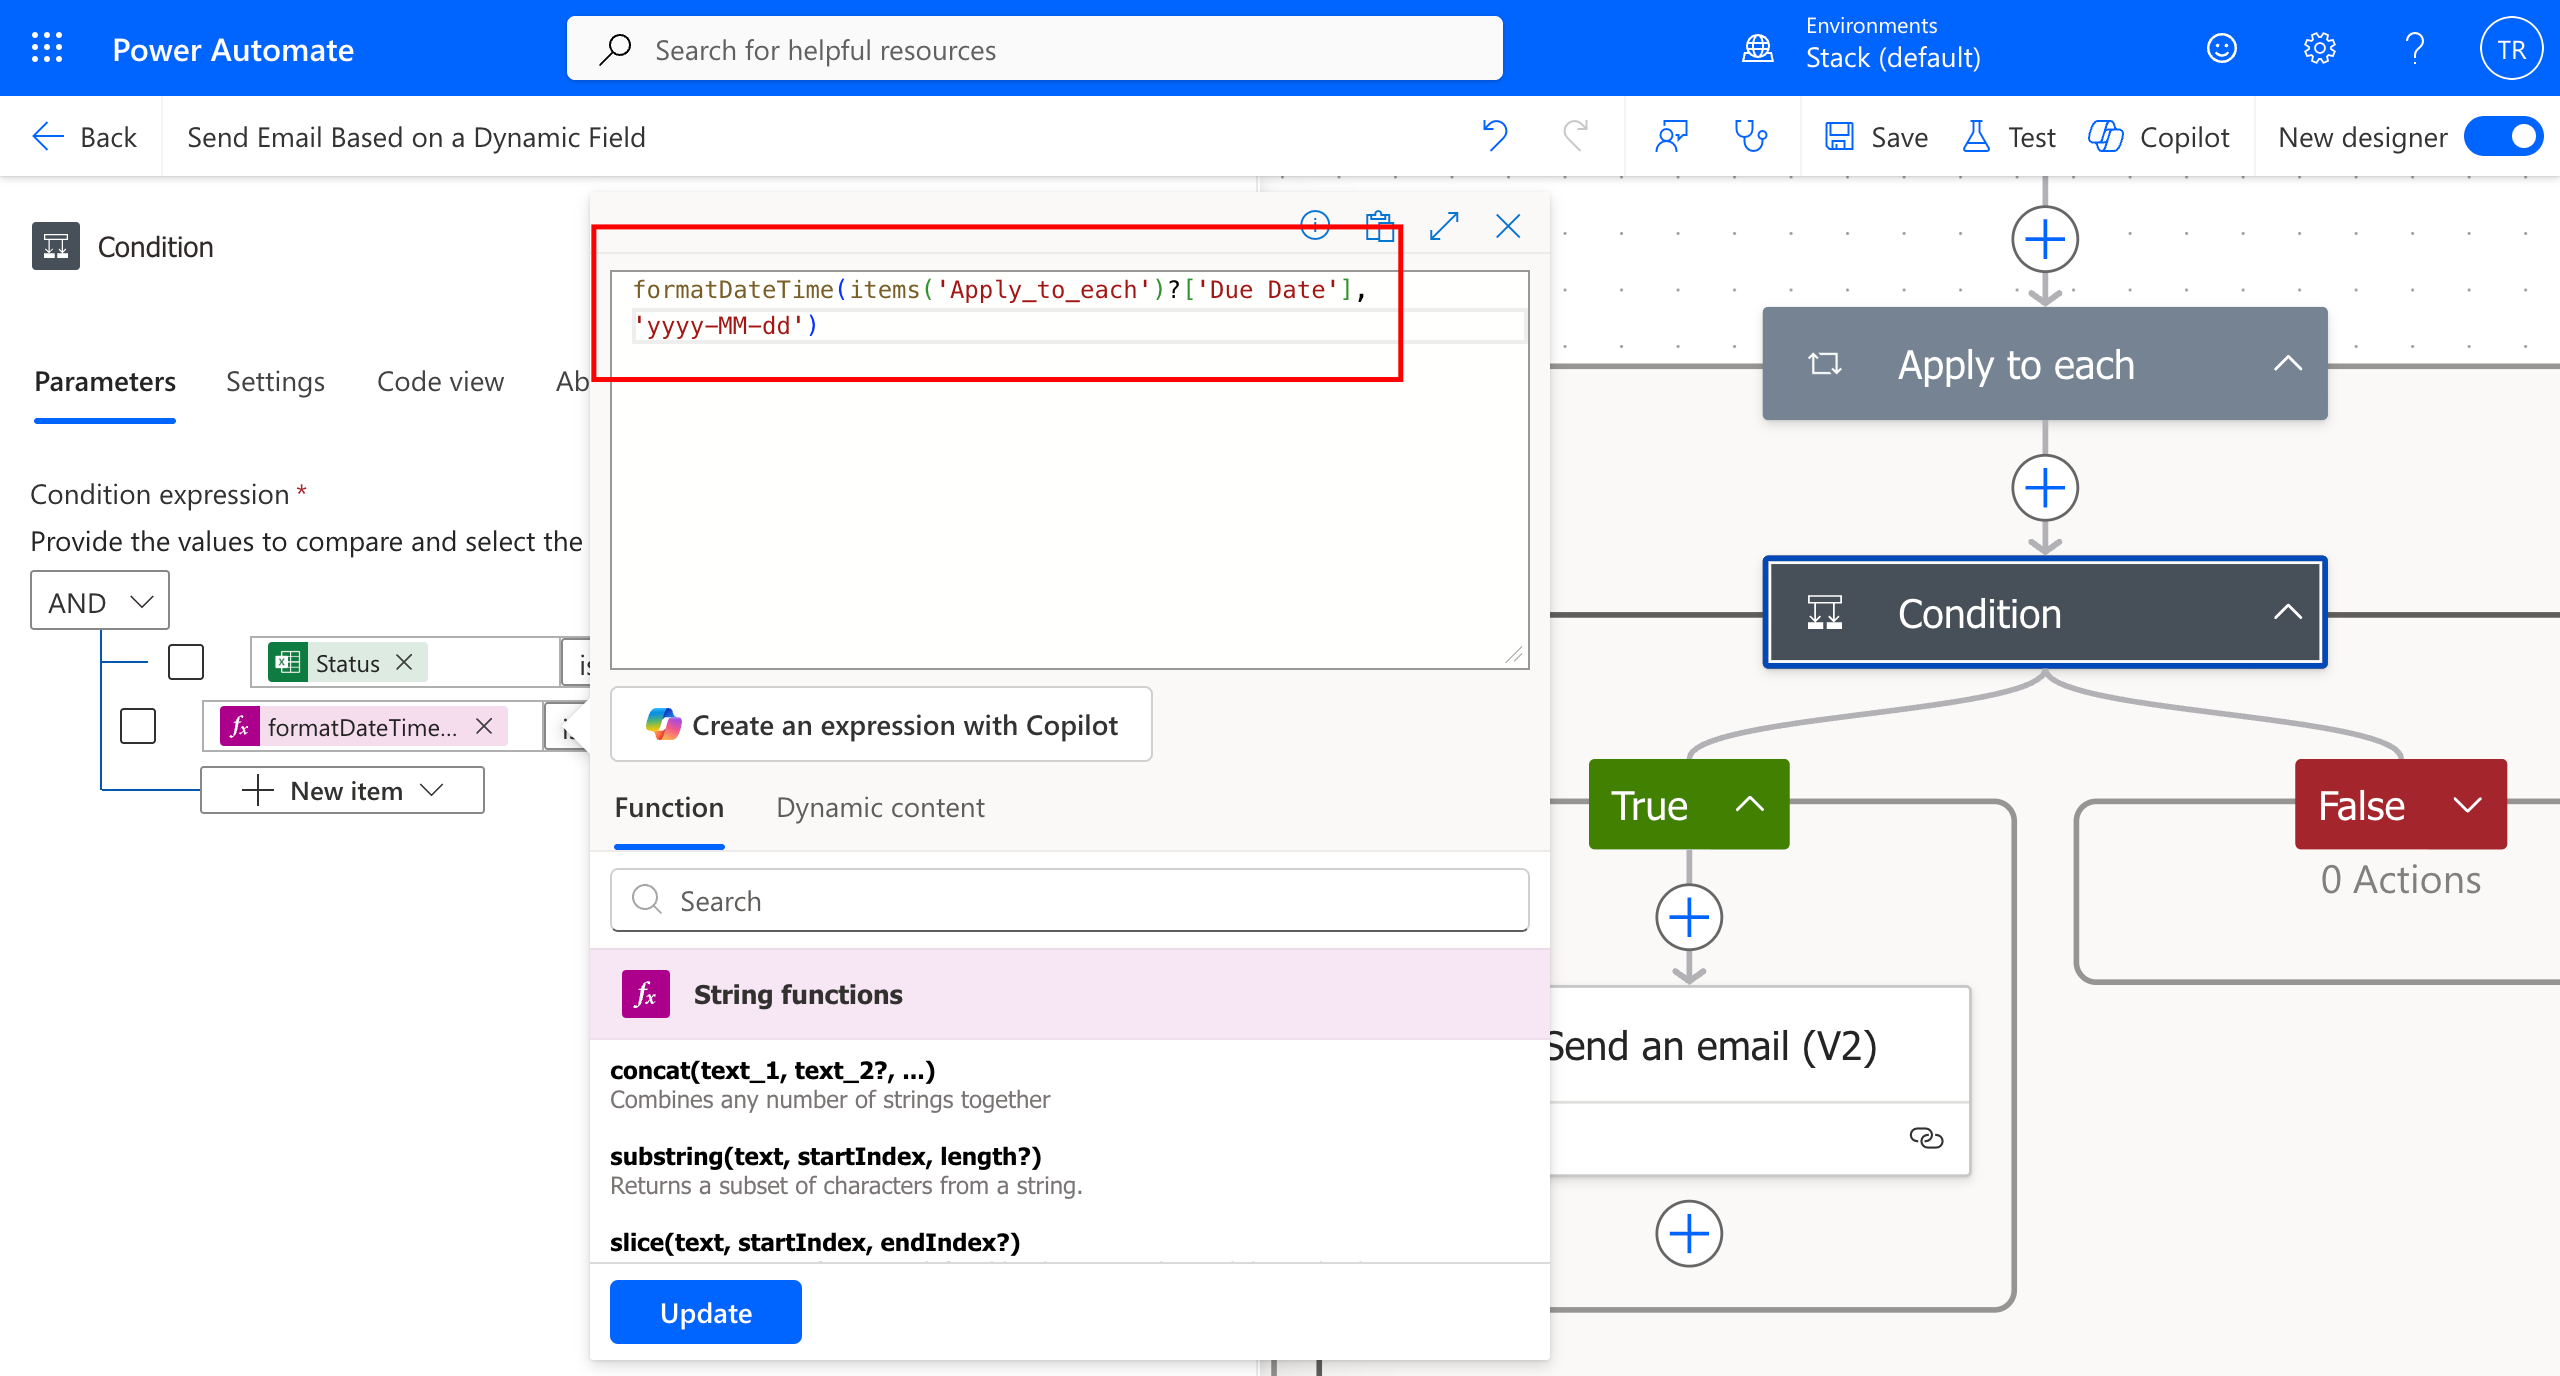 Power Automate
Search for helpful resources
Environments
Stack (default)
TR
Back
Send Email Based on a Dynamic Field
Save
Test
Copilot
New designer
Condition
Parameters
Settings
Code view
Ab
Condition expression *
Provide the values to compare and select the
AND
Status
is
formatDateTime...
New item
formatDateTime(items('Apply_to_each')?['Due Date'],
'yyyy-MM-dd')
Create an expression with Copilot
Function
Dynamic content
Search
fx
String functions
concat(text_1, text_2?, ...)
Combines any number of strings together
substring(text, startIndex, length?)
Returns a subset of characters from a string.
slice(text, startIndex, endIndex?)
Update
Apply to each
Condition
True
False
0 Actions
Send an email (V2)